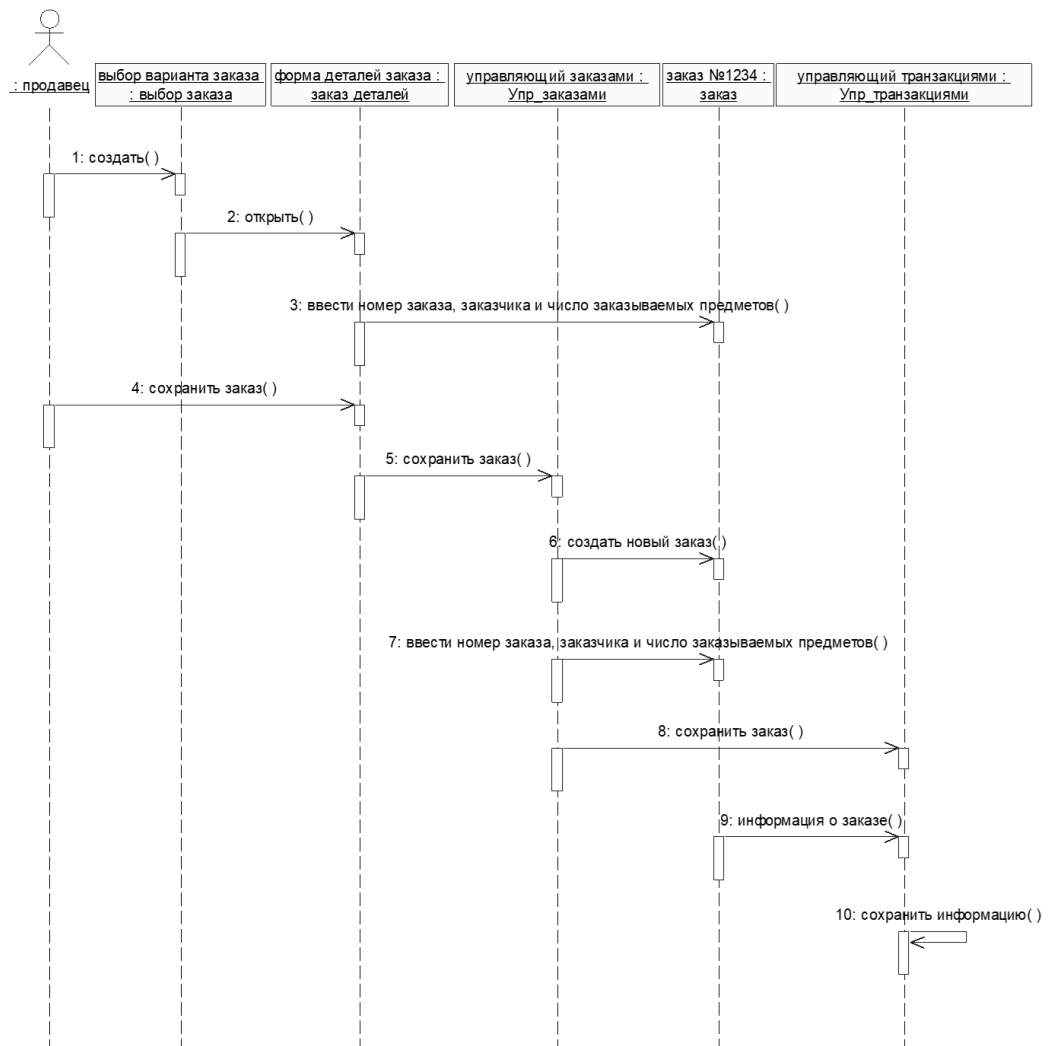 : продавец
выбор варианта заказа
: выбор заказа
форма деталей заказа :
заказ деталей
управляющий заказами :
Упр_заказами
заказ №1234 :
заказ
управляющий транзакциями :
Упр_транзакциями
1: создать( )
2: открыть( )
3: ввести номер заказа, заказчика и число заказываемых предметов( )
4: сохранить заказ( )
5: сохранить заказ( )
6: создать новый заказ( )
7: ввести номер заказа, заказчика и число заказываемых предметов( )
8: сохранить заказ( )
9: информация о заказе( )
10: сохранить информацию( )